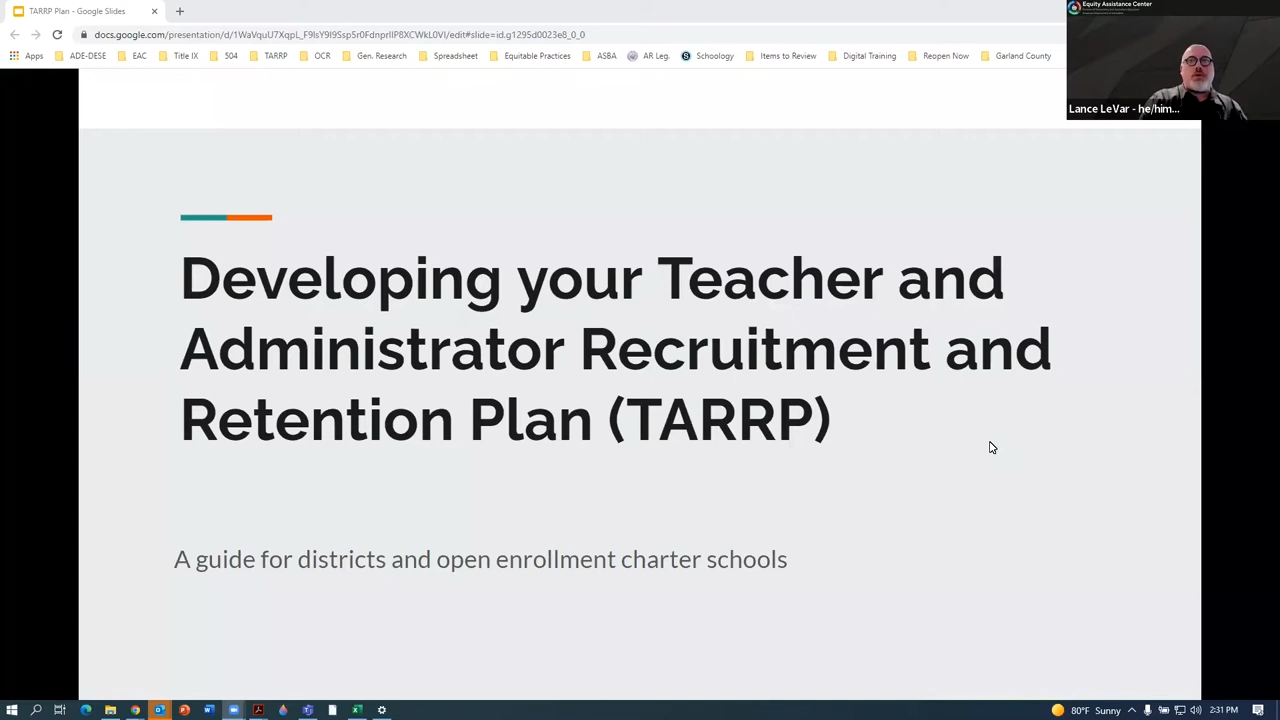 TARRP Plan - Google Slides
Equity Assistance Center
docs.google.com/presentation/d/1WaVquU7XqpL_F9IsY9I9Ssp5r0FdnprIIP8XCWkL0VI/edit#slide=id.g1295d0023e8_0_0
Apps ADE-DESE EAC Title IX 504 TARRP OCR Gen. Research Spreadsheet Equitable Practices ASBA AR Leg. Schoology Items to Review Digital Training Reopen Now Garland County
Lance LeVar - he/him...
Developing your Teacher and
Administrator Recruitment and
Retention Plan (TARRP)
A guide for districts and open enrollment charter schools
80°F Sunny 2:31 PM